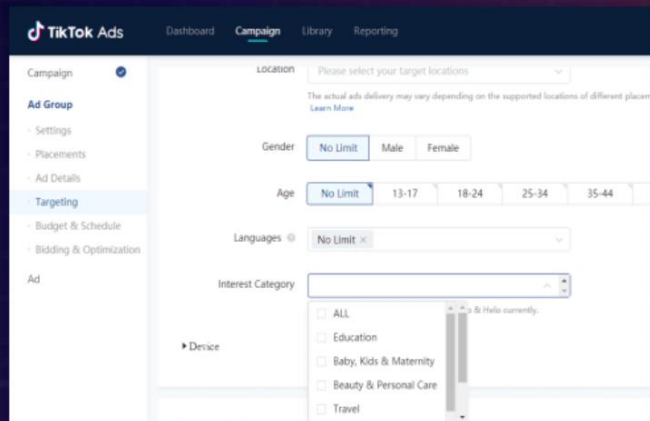 TikTok Ads
Dashboard Campaign Library Reporting
Campaign
Ad Group
Settings
Placements
Ad Details
Targeting
Budget & Schedule
Bidding & Optimization
Ad
Location Please select your target locations
The actual ads delivery may vary depending on the supported locations of different placem
Learn More
Gender No Limit Male Female
Age No Limit 13-17 18-24 25-34 35-44
Languages No Limit ×
Interest Category
& Helo currently.
ALL
Education
Baby, Kids & Maternity
Beauty & Personal Care
Travel
Device